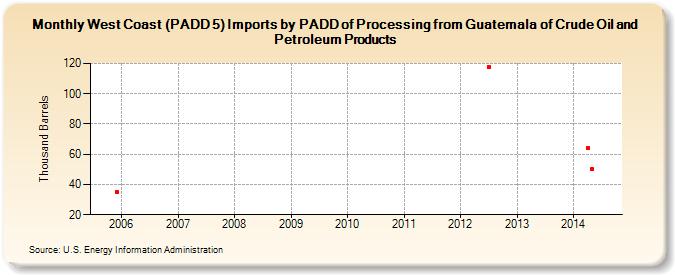 Monthly West Coast (PADD 5) Imports by PADD of Processing from Guatemala of Crude Oil and
Petroleum Products
Thousand Barrels
120
100
80
60
40
20
2006 2007 2008 2009 2010 2011 2012 2013 2014
Source: U.S. Energy Information Administration